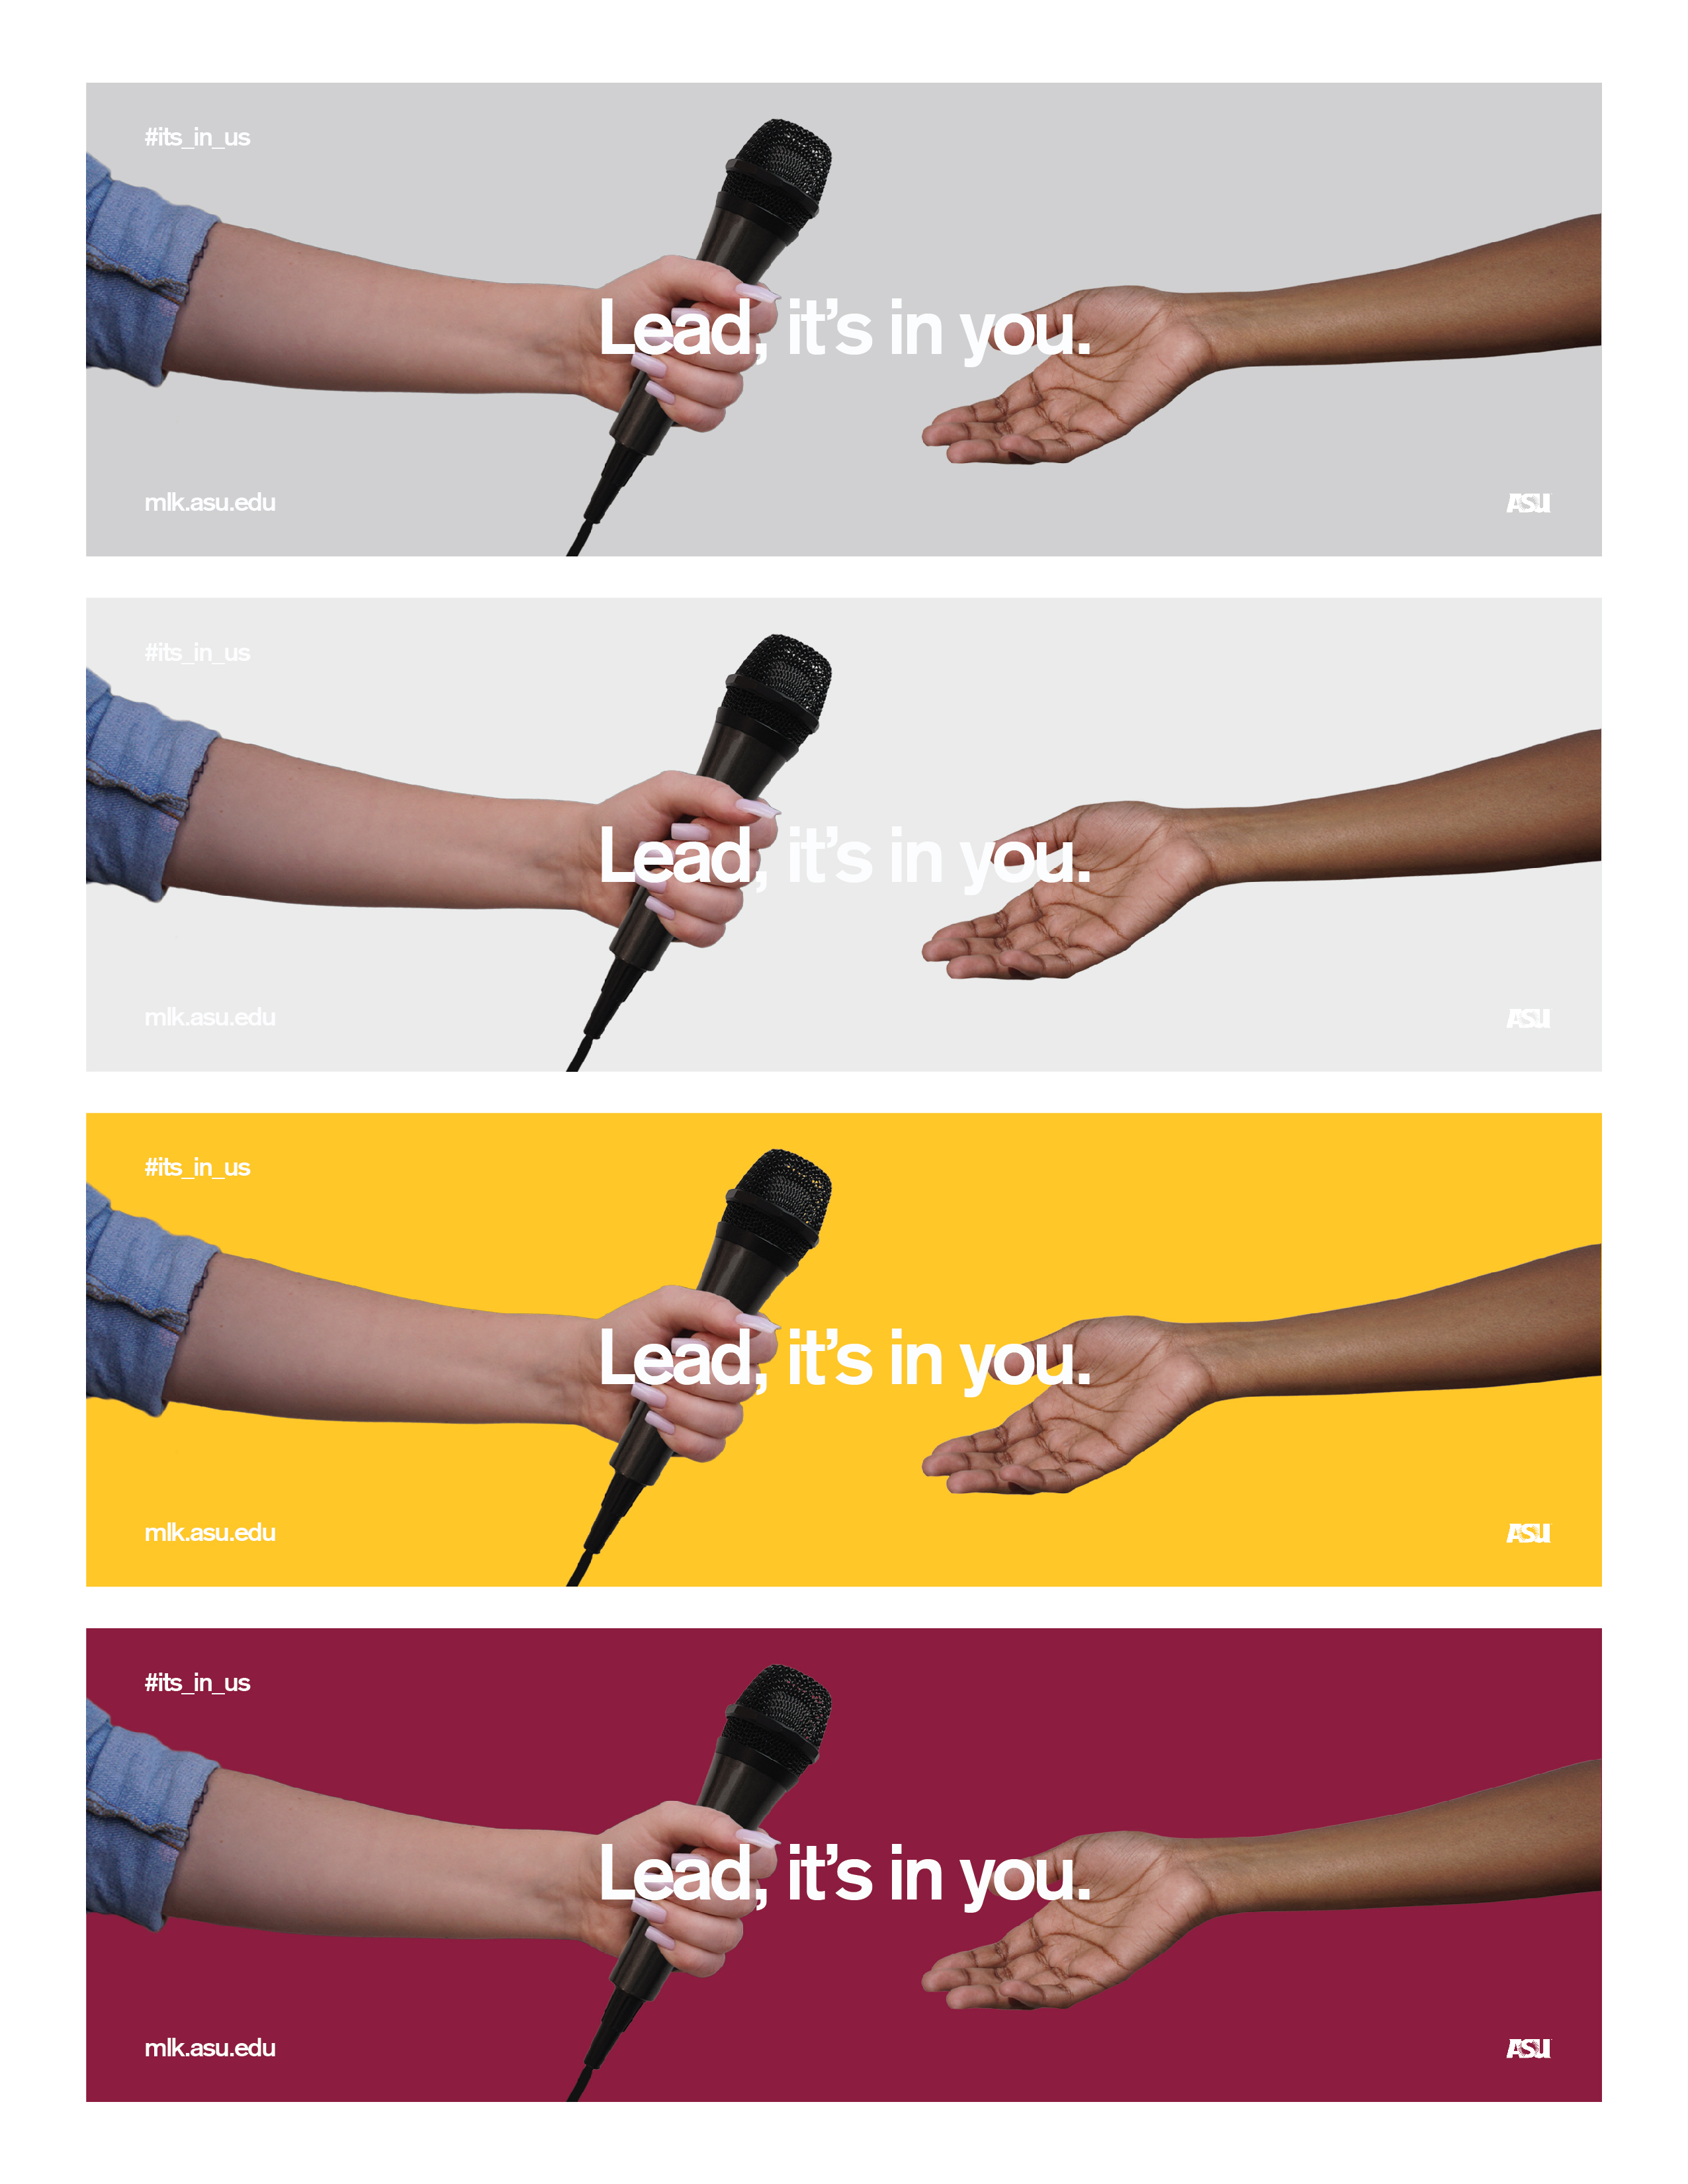 #its_in_us
Lead, it’s in you.
mlk.asu.edu
ASU
#its_in_us
Lead, it’s in you.
mlk.asu.edu
ASU
#its_in_us
Lead, it’s in you.
mlk.asu.edu
ASU
#its_in_us
Lead, it’s in you.
mlk.asu.edu
ASU